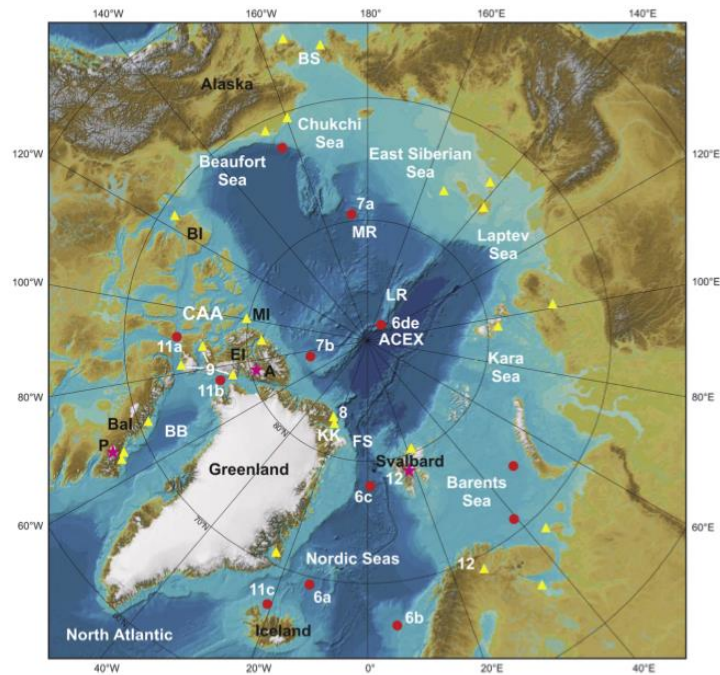 160°W
180°
160°E
BS
Alaska
Chukchi
Sea
140°E
East Siberian
Sea
120°W
Beaufort
Sea
120°E
7a
MR
Laptev
Sea
BI
100°W
LR
100°E
CAA
MI
6de
ACEX
Kara
Sea
11a
EI
7b
9
A
11b
80°W
80°E
8
Bal
BB
KK
FS
80°N
P
Greenland
Svalbard
12
Barents
Sea
6c
60°W
70°N
60°E
Nordic Seas
12
11c
6a
6b
North Atlantic
Iceland
40°W
20°W
0°
20°E
40°E